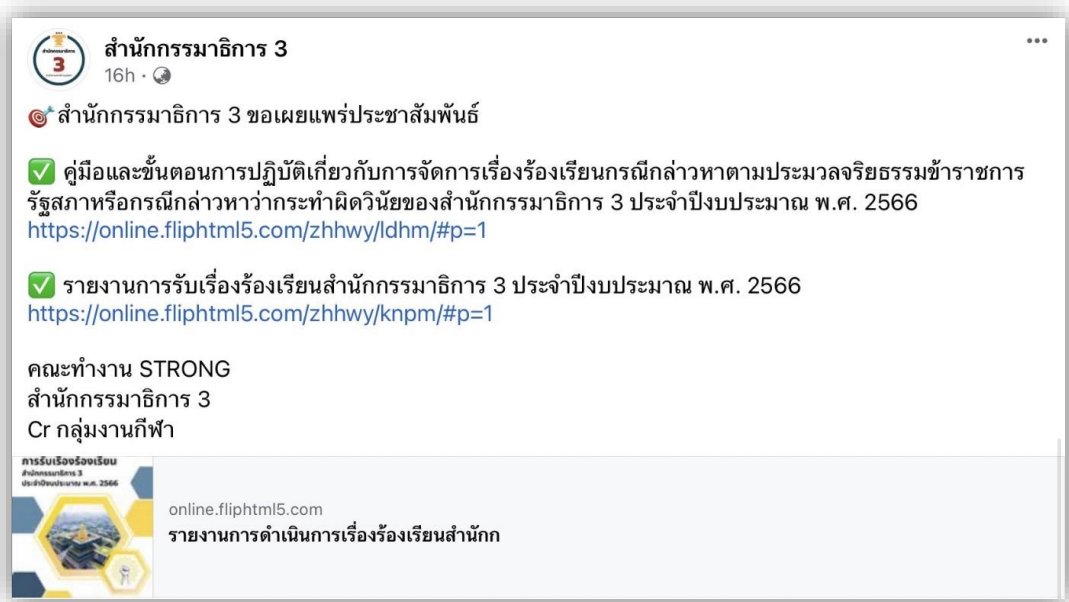 สำนักกรรมาธิการ 3
3
16h ·
สำนักกรรมาธิการ 3 ขอเผยแพร่ประชาสัมพันธ์
คู่มือและขั้นตอนการปฏิบัติเกี่ยวกับการจัดการเรื่องร้องเรียนกรณีกล่าวหาตามประมวลจริยธรรมข้าราชการ
รัฐสภาหรือกรณีกล่าวหาว่ากระทำผิดวินัยของสำนักกรรมาธิการ 3 ประจำปีงบประมาณ พ.ศ. 2566
https://online.fliphtml5.com/zhhwy/ldhm/#p=1
รายงานการรับเรื่องร้องเรียนสำนักกรรมาธิการ 3 ประจำปีงบประมาณ พ.ศ. 2566
https://online.fliphtml5.com/zhhwy/knpm/#p=1
คณะทำงาน STRONG
สำนักกรรมาธิการ 3
Cr กลุ่มงานกีฬา
การรับเรื่องร้องเรียน
สำนักกรรมาธิการ 3
ประจำปีงบประมาณ พ.ศ. 2566
online.fliphtml5.com
รายงานการดำเนินการเรื่องร้องเรียนสำนักก